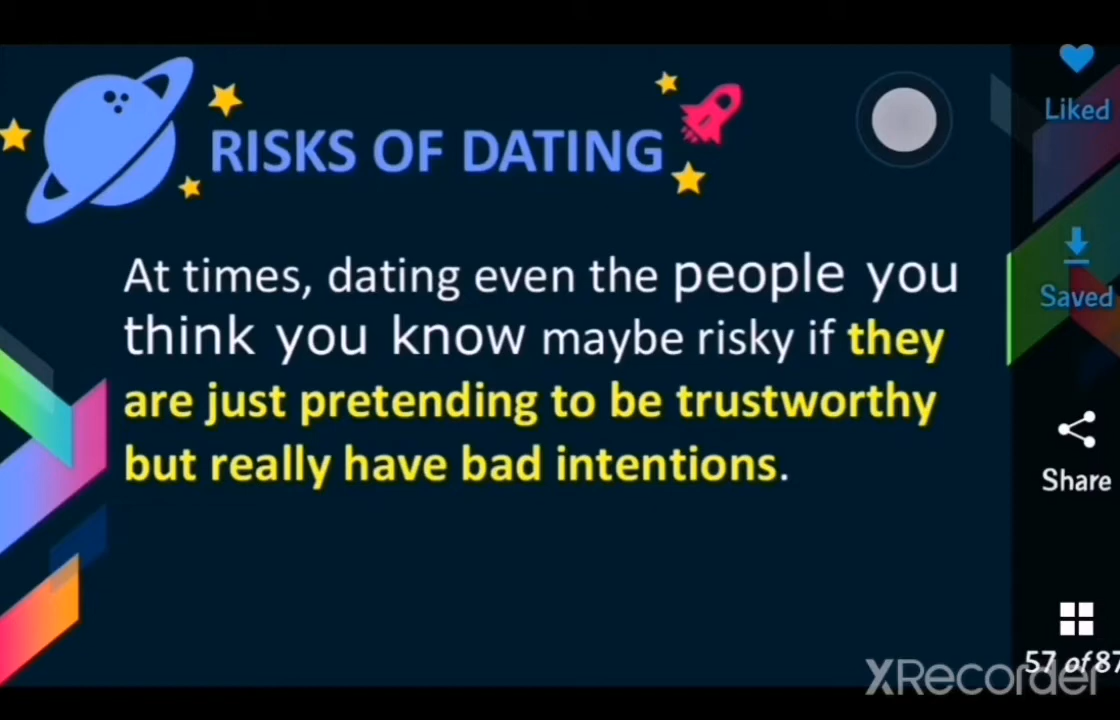 RISKS OF DATING
At times, dating even the people you
think you know maybe risky if they
are just pretending to be trustworthy
but really have bad intentions.
Liked
Saved
Share
57 of 87
XRecorder